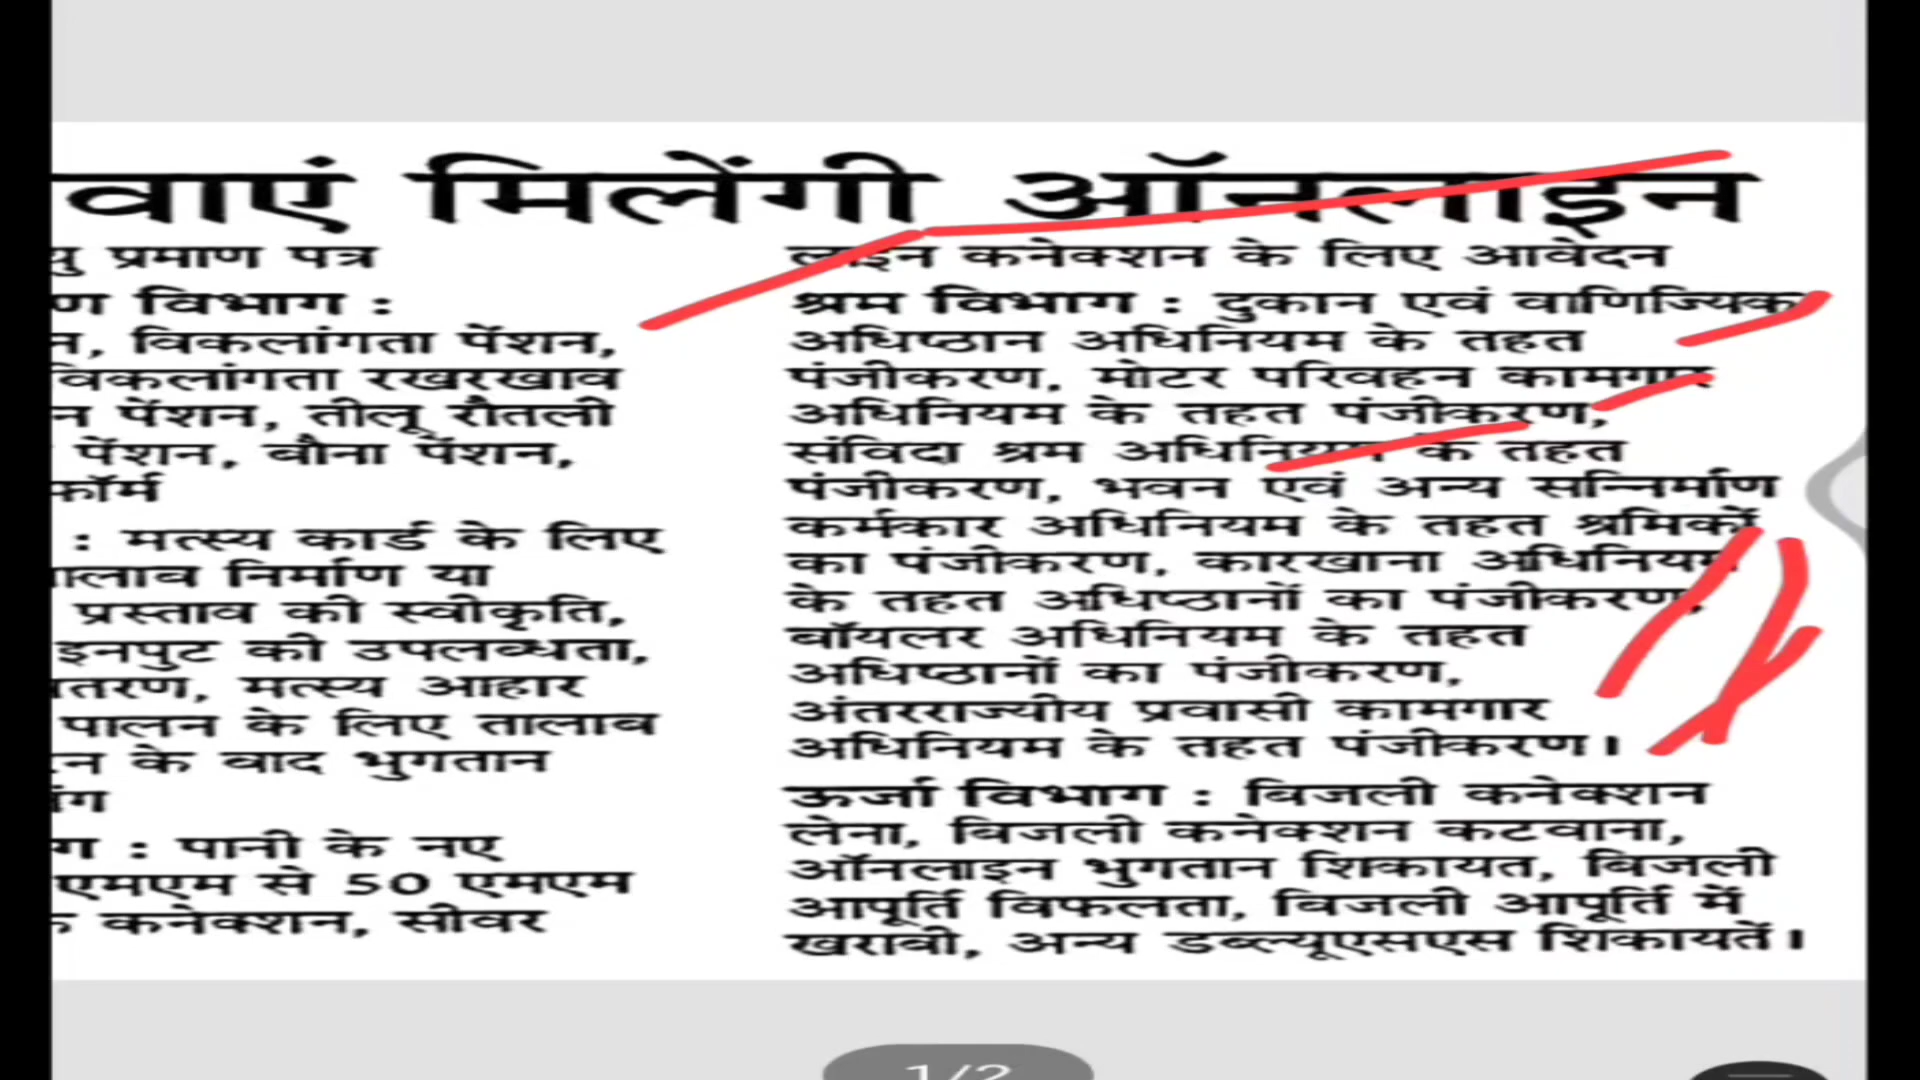 वाएं मिलेंगी ऑनलाइन
यु प्रमाण पत्र
ण विभाग :
न, विकलांगता पेंशन,
विकलांगता रखरखाव
न पेंशन, तीलू रौतली
पेंशन, बौना पेंशन,
फॉर्म
: मत्स्य कार्ड के लिए
ालाब निर्माण या
प्रस्ताव की स्वीकृति,
इनपुट की उपलब्धता,
वितरण, मत्स्य आहार
पालन के लिए तालाब
न के बाद भुगतान
ंग
ग : पानी के नए
एमएम से 50 एमएम
के कनेक्शन, सीवर
लाइन कनेक्शन के लिए आवेदन
श्रम विभाग : दुकान एवं वाणिज्यिक
अधिष्ठान अधिनियम के तहत
पंजीकरण, मोटर परिवहन कामगार
अधिनियम के तहत पंजीकरण,
संविदा श्रम अधिनियम के तहत
पंजीकरण, भवन एवं अन्य सन्निर्माण
कर्मकार अधिनियम के तहत श्रमिकों
का पंजीकरण, कारखाना अधिनियम
के तहत अधिष्ठानों का पंजीकरण,
बॉयलर अधिनियम के तहत
अधिष्ठानों का पंजीकरण,
अंतरराज्यीय प्रवासी कामगार
अधिनियम के तहत पंजीकरण।
ऊर्जा विभाग : बिजली कनेक्शन
लेना, बिजली कनेक्शन कटवाना,
ऑनलाइन भुगतान शिकायत, बिजली
आपूर्ति विफलता, बिजली आपूर्ति में
खराबी, अन्य डब्ल्यूएसएस शिकायतें।
1/2